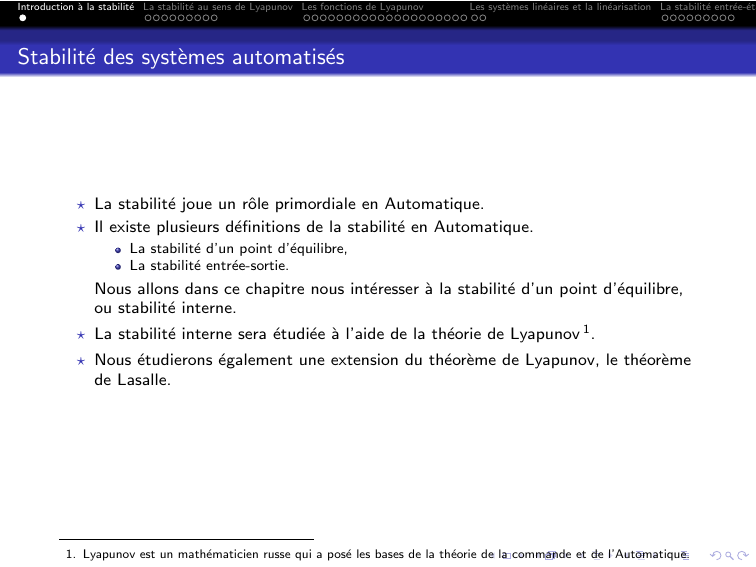 Introduction à la stabilité La stabilité au sens de Lyapunov Les fonctions de Lyapunov Les systèmes linéaires et la linéarisation La stabilité entrée-ét
Stabilité des systèmes automatisés
La stabilité joue un rôle primordiale en Automatique.
Il existe plusieurs définitions de la stabilité en Automatique.
La stabilité d'un point d'équilibre,
La stabilité entrée-sortie.
Nous allons dans ce chapitre nous intéresser à la stabilité d'un point d'équilibre,
ou stabilité interne.
La stabilité interne sera étudiée à l'aide de la théorie de Lyapunov 1.
Nous étudierons également une extension du théorème de Lyapunov, le théorème
de Lasalle.
1. Lyapunov est un mathématicien russe qui a posé les bases de la théorie de la commande et de l'Automatique.